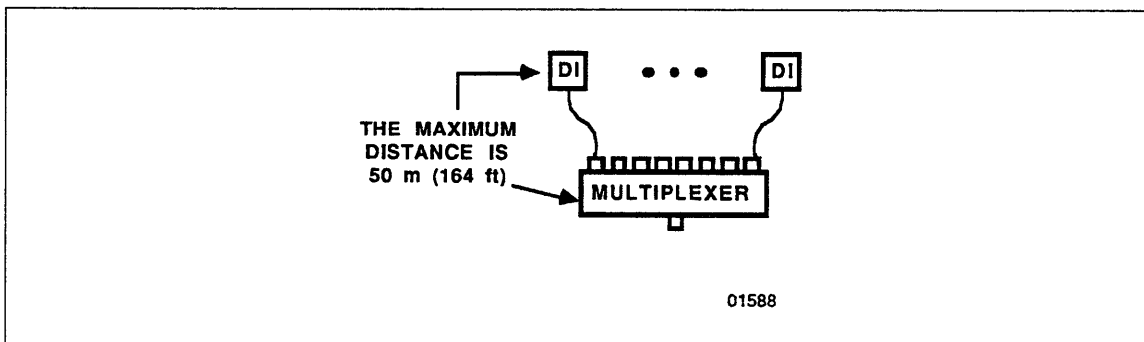 DI
DI
THE MAXIMUM
DISTANCE IS
50 m (164 ft)
MULTIPLEXER
01588